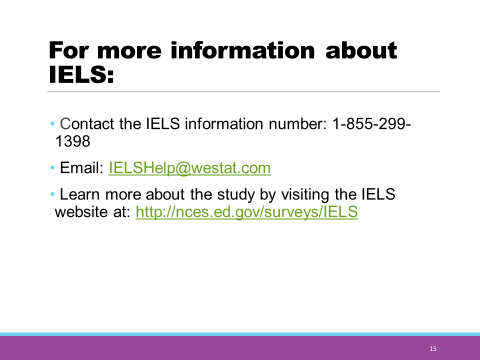 For more information about
IELS:
• Contact the IELS information number: 1-855-299-
1398
• Email: IELSHelp@westat.com
• Learn more about the study by visiting the IELS
website at: http://nces.ed.gov/surveys/IELS
15